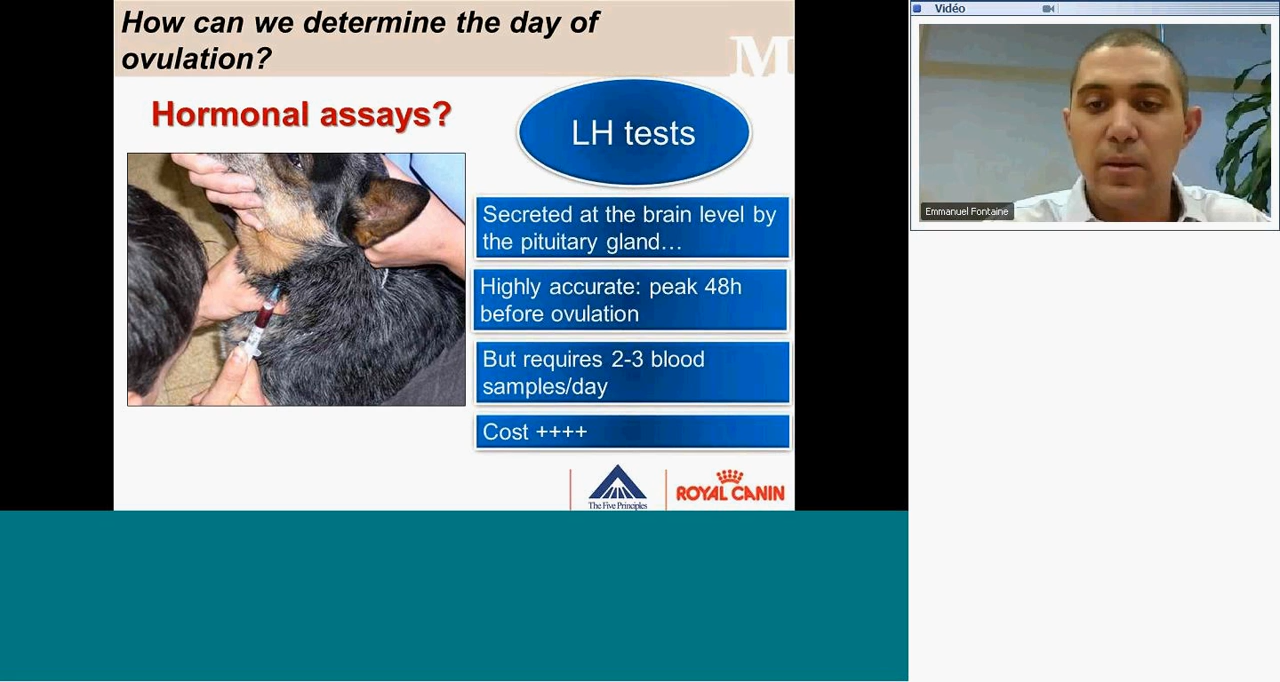 How can we determine the day of
ovulation?
M
Hormonal assays?
LH tests
Secreted at the brain level by
the pituitary gland…
Highly accurate: peak 48h
before ovulation
But requires 2-3 blood
samples/day
Cost ++++
The Five Principles
ROYAL CANIN
Vidéo
Emmanuel Fontaine